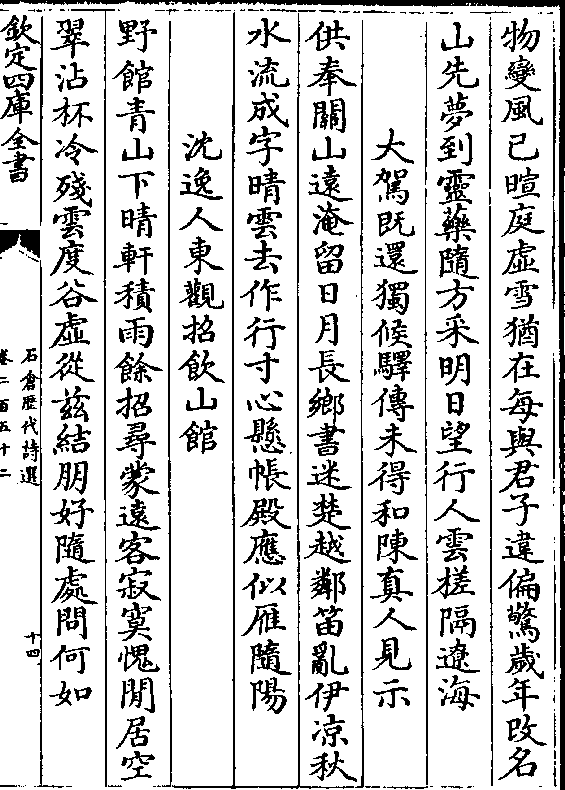 物變風已暄庭虛雪猶在每與君子違偏驚歲年改名
山先夢到靈藥隨方采明日望行人雲槎隔遼海
大駕既還獨候驛傳未得和陳真人見示
供奉關山遠淹留日月長鄉書迷楚越鄰笛亂伊凉秋
水流成字晴雲去作行寸心懸帳殿應似雁隨陽
沈逸人東觀招飲山館
野館青山下晴軒積雨餘招尋蒙遠客寂寞愧閒居空
翠沾杯冷殘雲度谷虛從兹結朋好隨處問何如
欽定四庫全書
石倉歷代詩選
卷二百五十二
十四